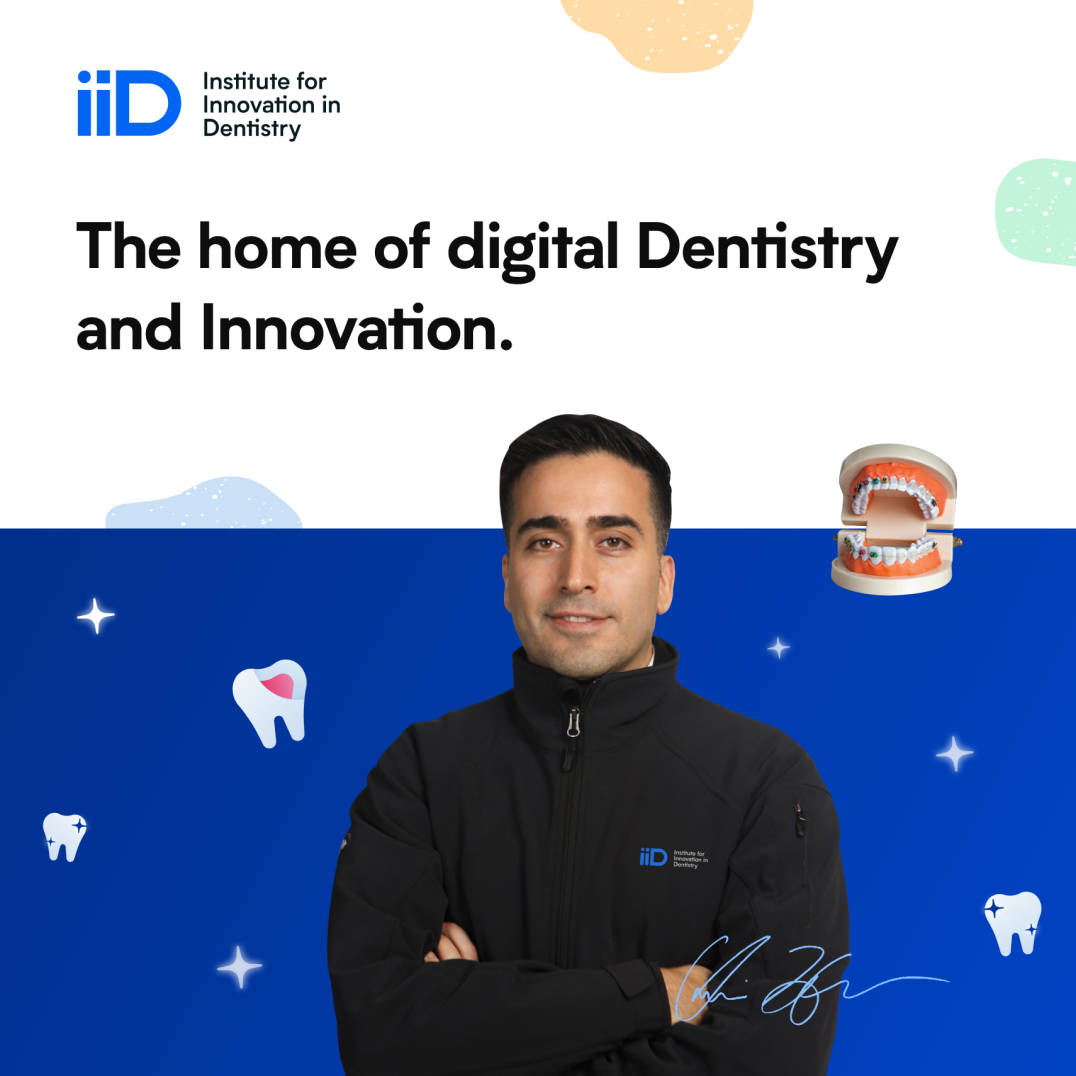 iiD
Institute for
Innovation in
Dentistry
The home of digital Dentistry
and Innovation.
iiD
Institute for
Innovation in
Dentistry